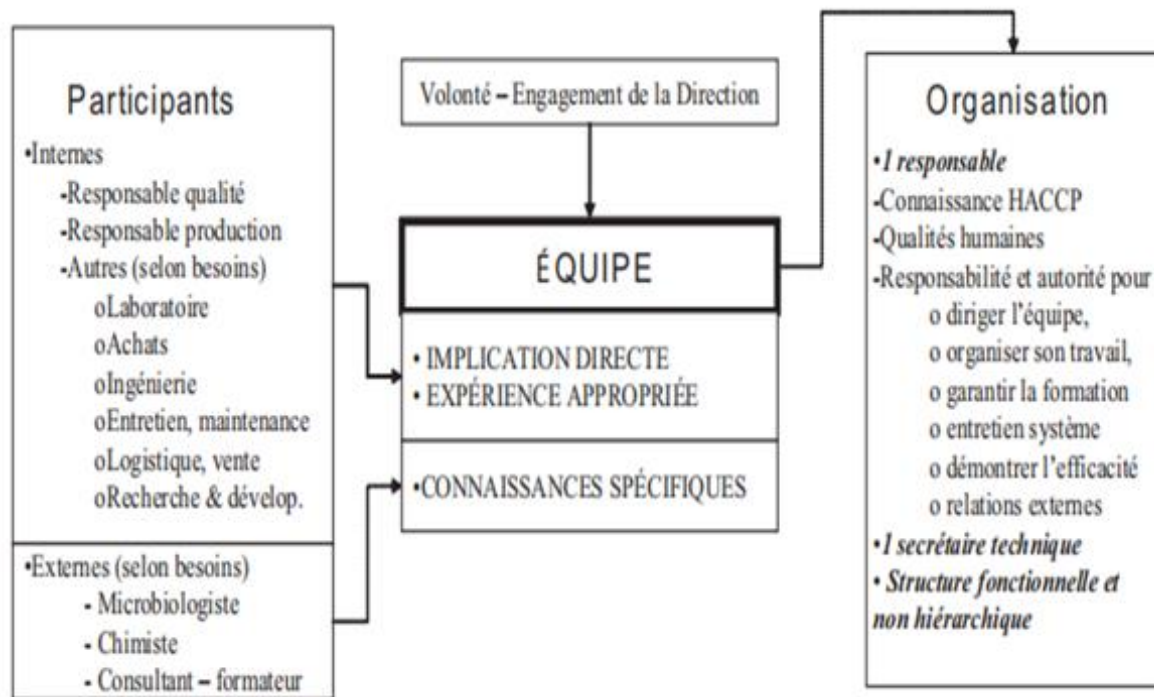 Participants
•Internes
-Responsable qualité
-Responsable production
-Autres (selon besoins)
oLaboratoire
oAchats
oIngénierie
oEntretien, maintenance
oLogistique, vente
oRecherche & dévelop.
•Externes (selon besoins)
- Microbiologiste
- Chimiste
- Consultant – formateur
Volonté – Engagement de la Direction
ÉQUIPE
• IMPLICATION DIRECTE
• EXPÉRIENCE APPROPRIÉE
•CONNAISSANCES SPÉCIFIQUES
Organisation
•1 responsable
-Connaissance HACCP
-Qualités humaines
-Responsabilité et autorité pour
o diriger l'équipe,
o organiser son travail,
o garantir la formation
o entretien système
o démontrer l'efficacité
o relations externes
•1 secrétaire technique
• Structure fonctionnelle et
non hiérarchique